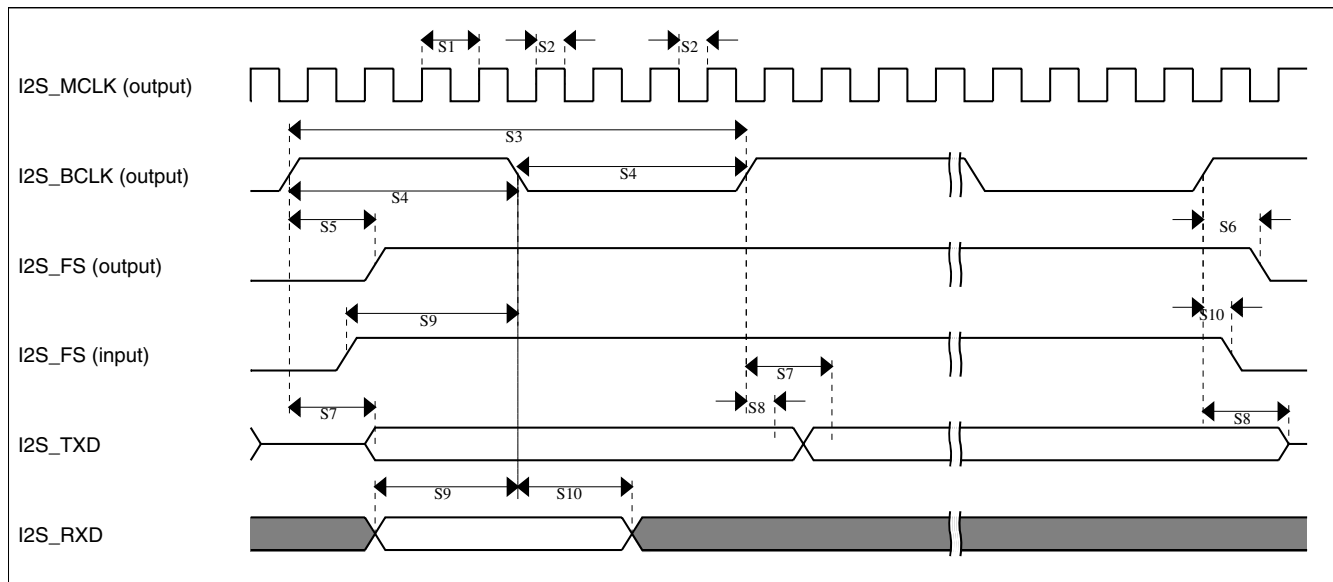 S1 S2 S2
I2S_MCLK (output)
S3
I2S_BCLK (output) S4
S4
S5 S6
I2S_FS (output)
S9 S10
I2S_FS (input)
S7
S7 S8 S8
I2S_TXD
S9 S10
I2S_RXD